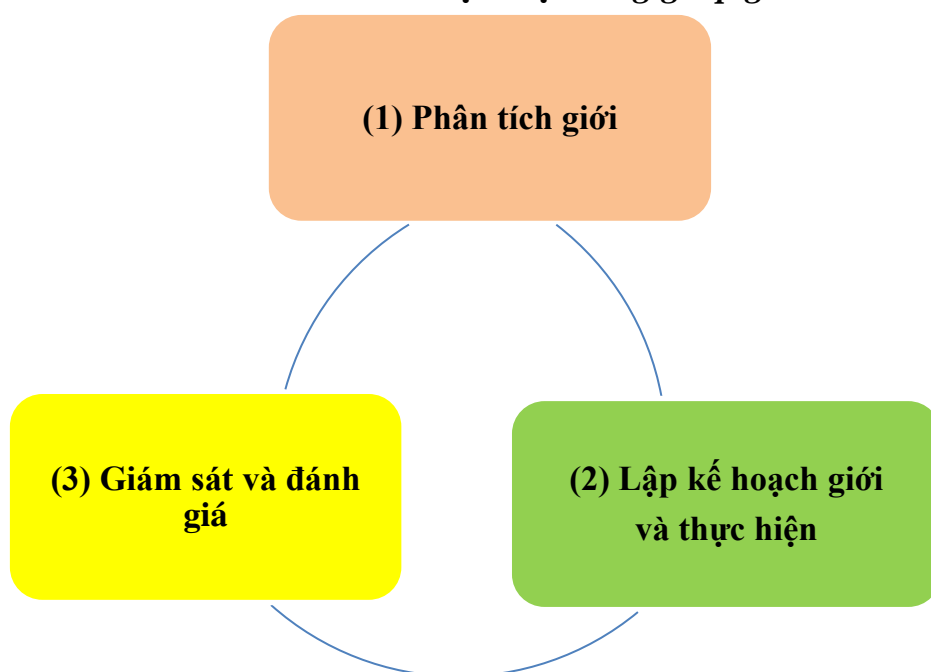 (1) Phân tích giới
(3) Giám sát và đánh
giá
(2) Lập kế hoạch giới
và thực hiện